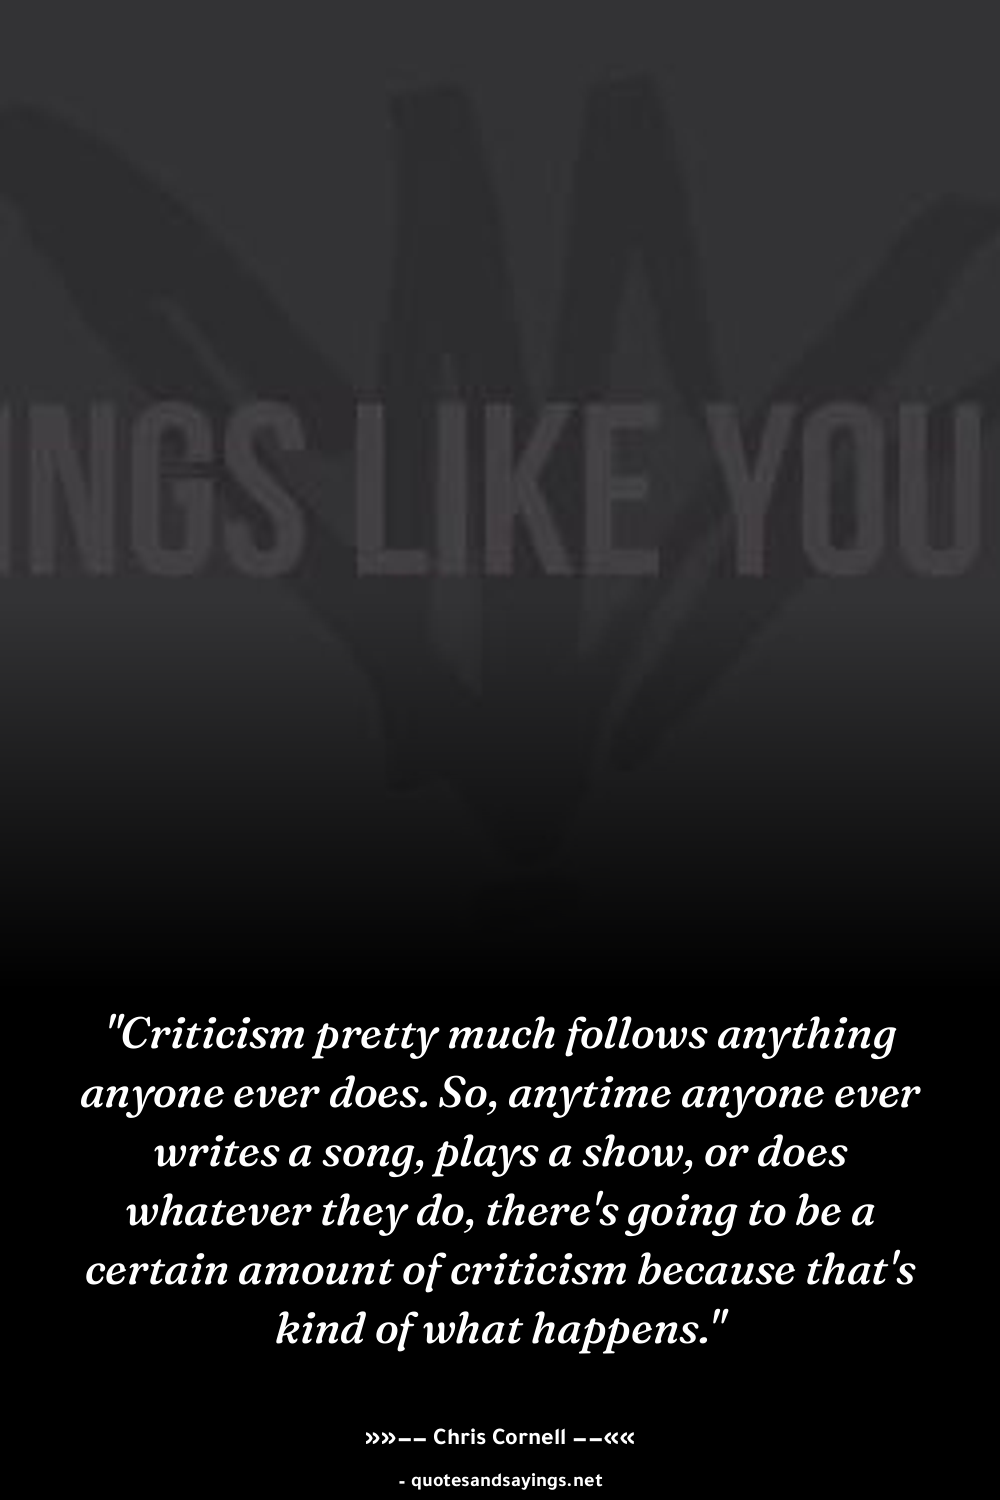 INGS LIKE YOU
"Criticism pretty much follows anything
anyone ever does. So, anytime anyone ever
writes a song, plays a show, or does
whatever they do, there's going to be a
certain amount of criticism because that's
kind of what happens."
»»−− Chris Cornell −−««
- quotesandsayings.net